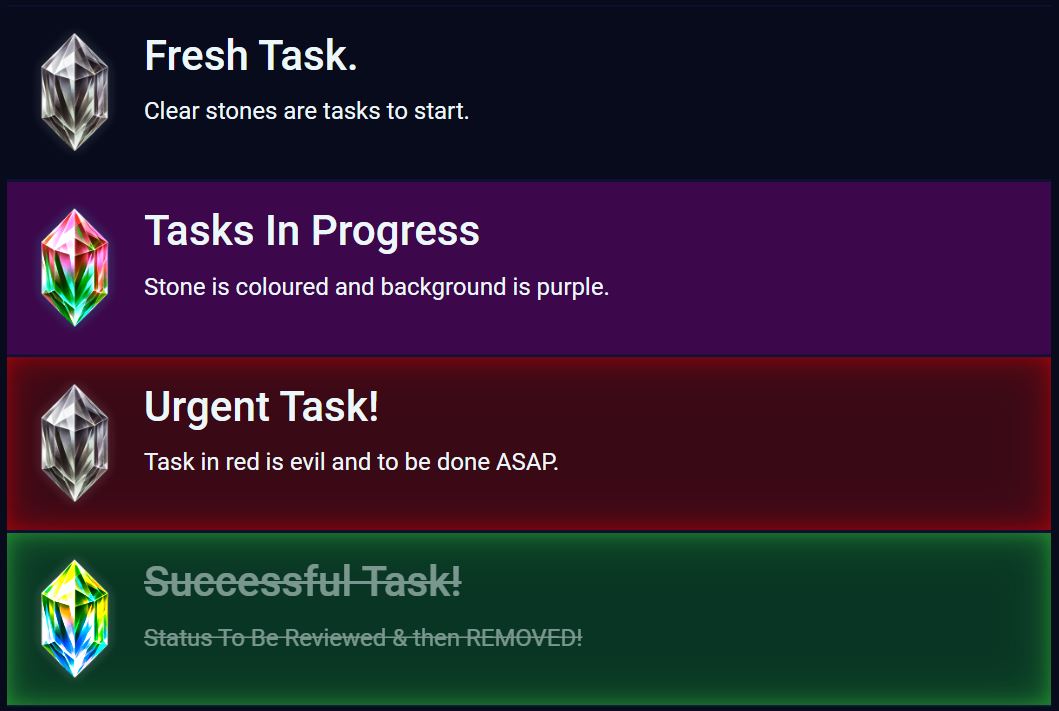 Fresh Task.
Clear stones are tasks to start.
Tasks In Progress
Stone is coloured and background is purple.
Urgent Task!
Task in red is evil and to be done ASAP.
Successful Task!
Status To Be Reviewed & then REMOVED!